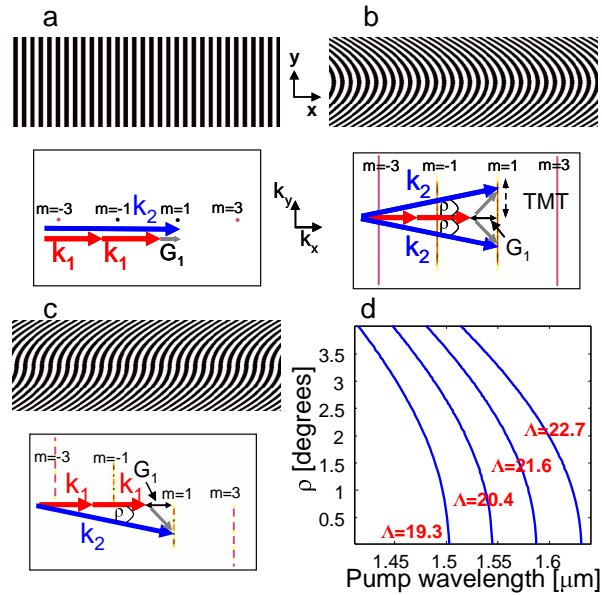 a
b
y
x
m=-3
m=-1
m=1
m=3
k2
k1
k1
G1
ky
kx
m=-3
m=-1
m=1
m=3
k2
ρ
ρ
k2
TMT
G1
c
m=-3
m=-1
G1
m=1
m=3
k1
k1
ρ
k2
d
ρ [degrees]
3.5
3
2.5
2
1.5
1
0.5
Λ=22.7
Λ=21.6
Λ=20.4
Λ=19.3
1.45 1.5 1.55 1.6
Pump wavelength [μm]